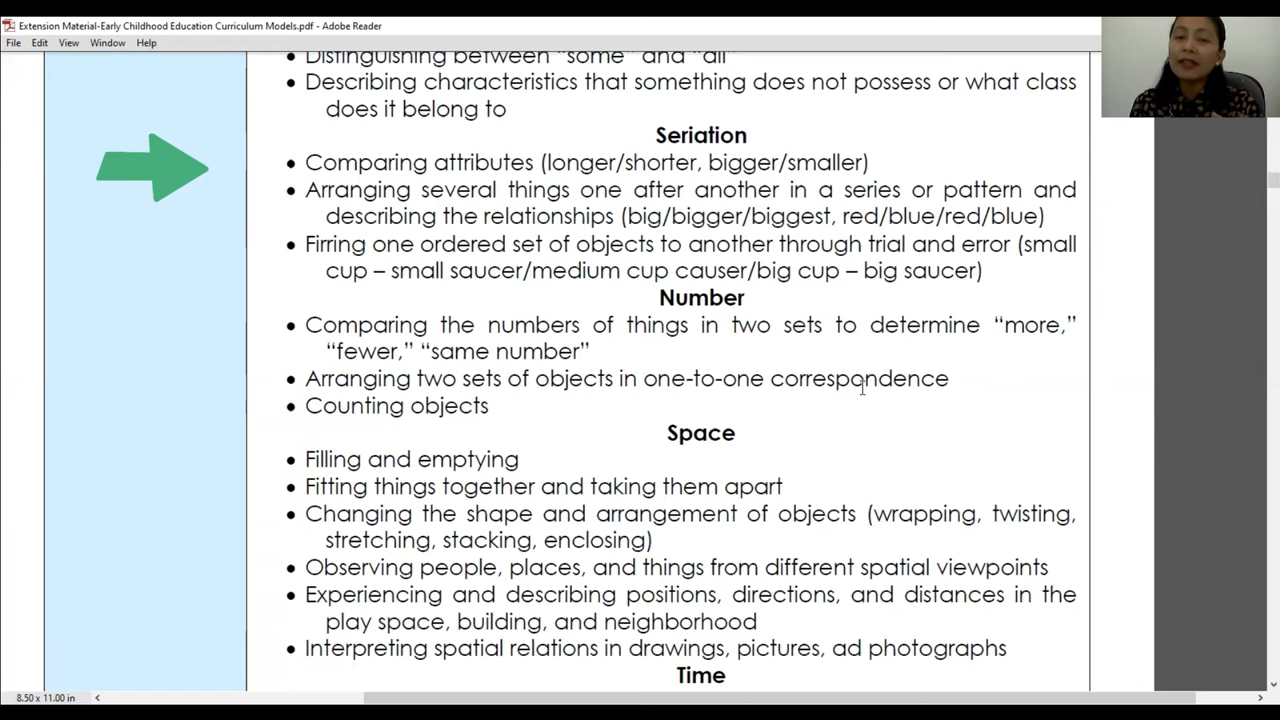 Extension Material-Early Childhood Education Curriculum Models.pdf - Adobe Reader
File Edit View Window Help
• Distinguishing between “some” and “all”
• Describing characteristics that something does not possess or what class
does it belong to
Seriation
• Comparing attributes (longer/shorter, bigger/smaller)
• Arranging several things one after another in a series or pattern and
describing the relationships (big/bigger/biggest, red/blue/red/blue)
• Firring one ordered set of objects to another through trial and error (small
cup – small saucer/medium cup causer/big cup – big saucer)
Number
• Comparing the numbers of things in two sets to determine “more,”
“fewer,” “same number”
• Arranging two sets of objects in one-to-one correspondence
• Counting objects
Space
• Filling and emptying
• Fitting things together and taking them apart
• Changing the shape and arrangement of objects (wrapping, twisting,
stretching, stacking, enclosing)
• Observing people, places, and things from different spatial viewpoints
• Experiencing and describing positions, directions, and distances in the
play space, building, and neighborhood
• Interpreting spatial relations in drawings, pictures, ad photographs
Time
8.50 x 11.00 in